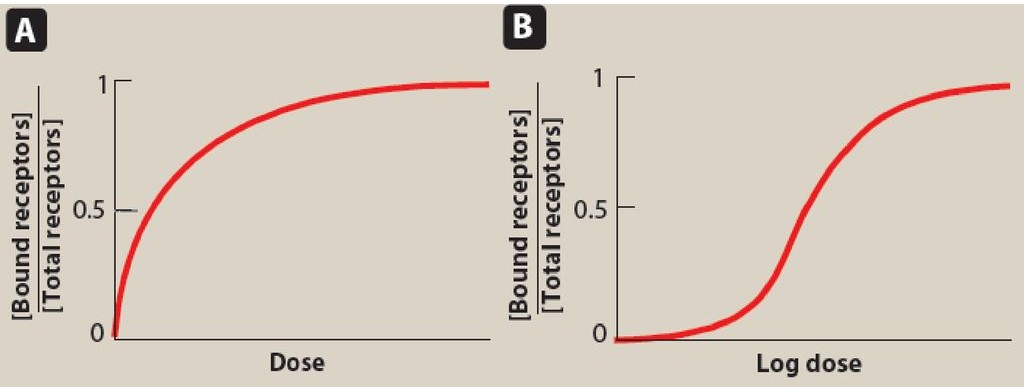 A
1
0.5
0
[Bound receptors]
[Total receptors]
Dose
B
1
0.5
0
[Bound receptors]
[Total receptors]
Log dose